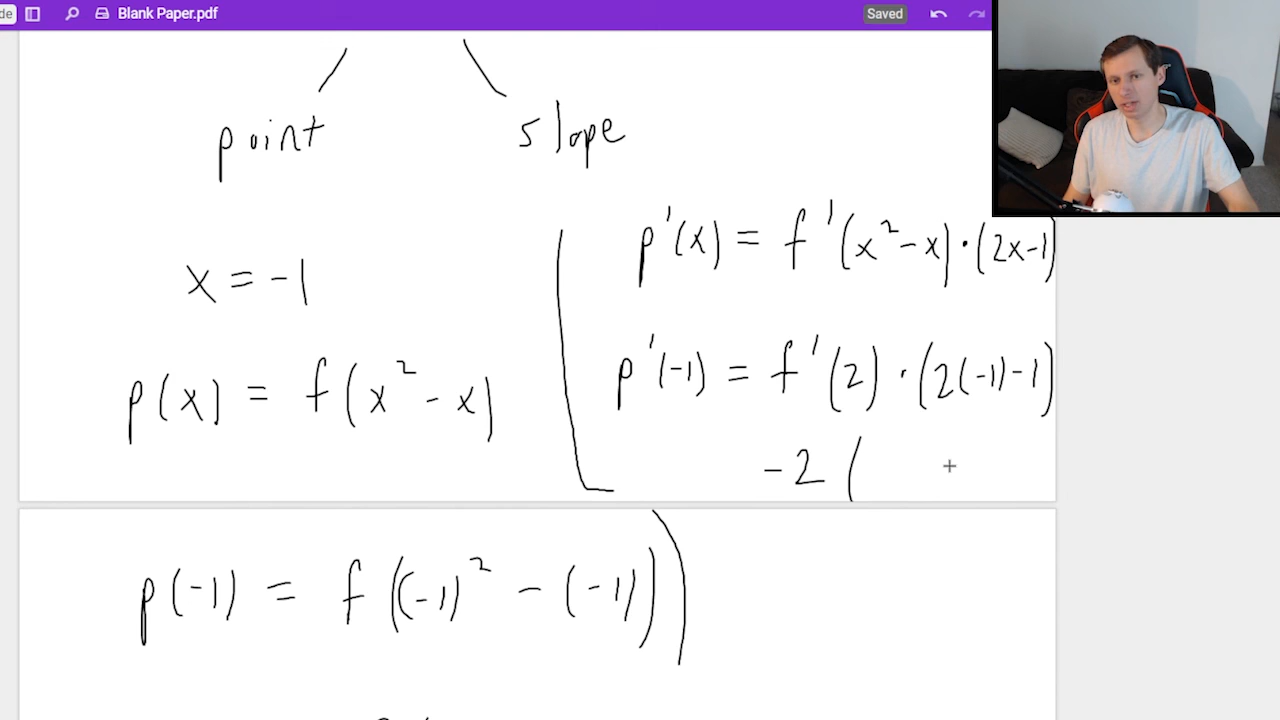 de Blank Paper.pdf Saved
point slope
x = -1
p(x) = f(x² - x)
p'(x) = f'(x² - x) · (2x-1)
p'(-1) = f'(2) · (2(-1)-1)
-2 (
p(-1) = f((-1)² - (-1))